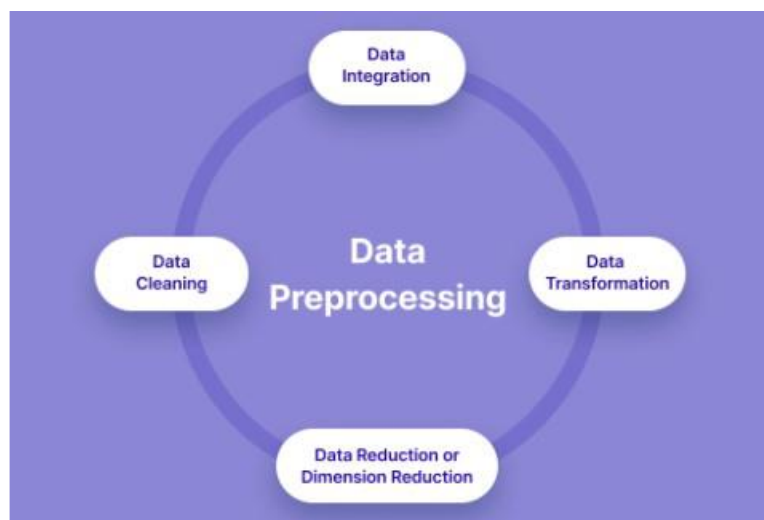 Data
Integration
Data
Cleaning
Data
Preprocessing
Data
Transformation
Data Reduction or
Dimension Reduction